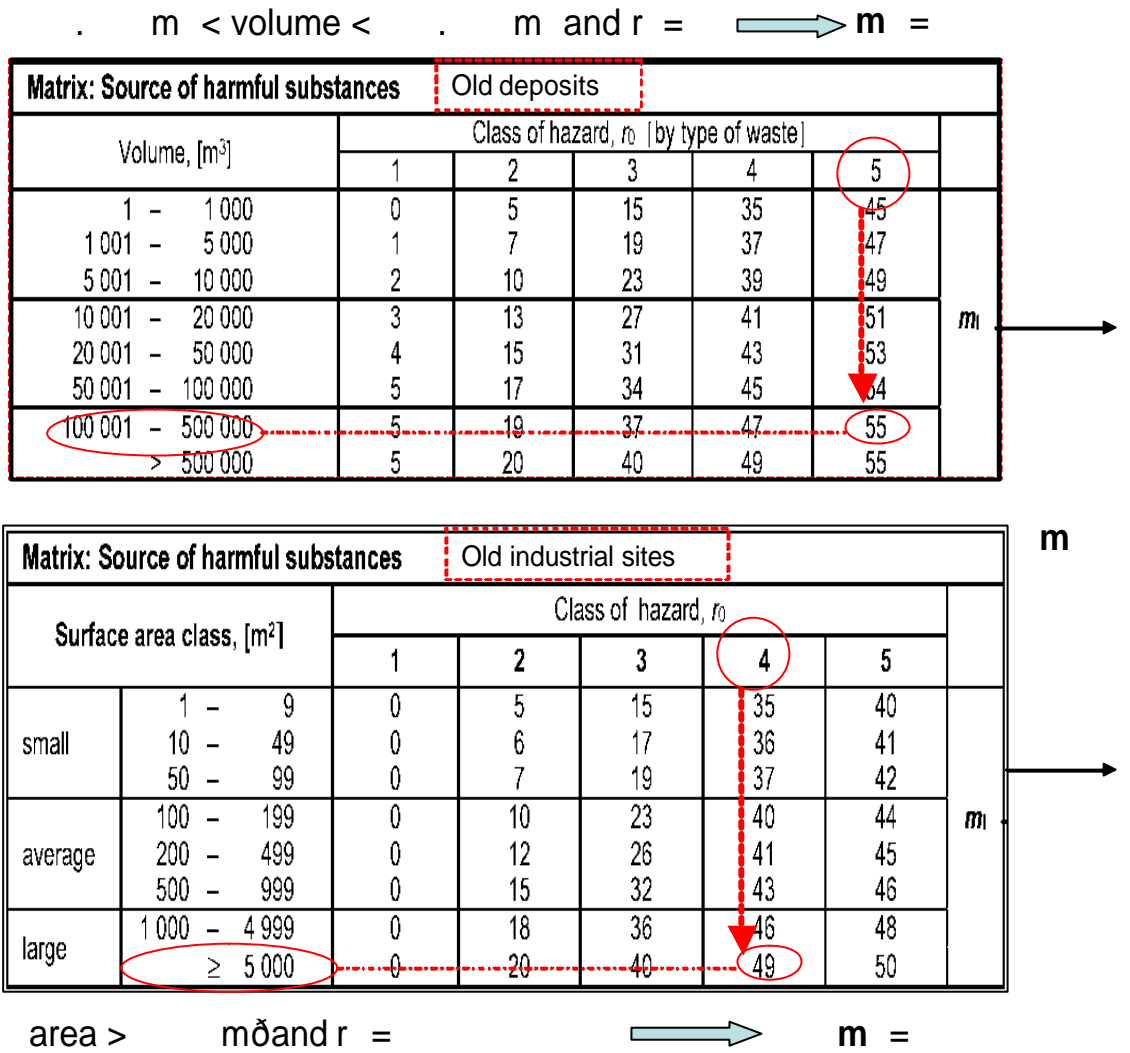 . m < volume < . m and r = m =
Matrix: Source of harmful substances Old deposits
Volume, [m³] Class of hazard, r₀ [by type of waste]
1 2 3 4 5
1 – 1 000 0 5 15 35 45
1 001 – 5 000 1 7 19 37 47
5 001 – 10 000 2 10 23 39 49
10 001 – 20 000 3 13 27 41 51 mI
20 001 – 50 000 4 15 31 43 53
50 001 – 100 000 5 17 34 45 54
100 001 – 500 000 5 19 37 47 55
> 500 000 5 20 40 49 55
m
Matrix: Source of harmful substances Old industrial sites
Surface area class, [m²] Class of hazard, r₀
1 2 3 4 5
1 – 9 0 5 15 35 40
small 10 – 49 0 6 17 36 41
50 – 99 0 7 19 37 42
100 – 199 0 10 23 40 44 mI
average 200 – 499 0 12 26 41 45
500 – 999 0 15 32 43 46
large 1 000 – 4 999 0 18 36 46 48
≥ 5 000 0 20 40 49 50
area > mðand r = m =